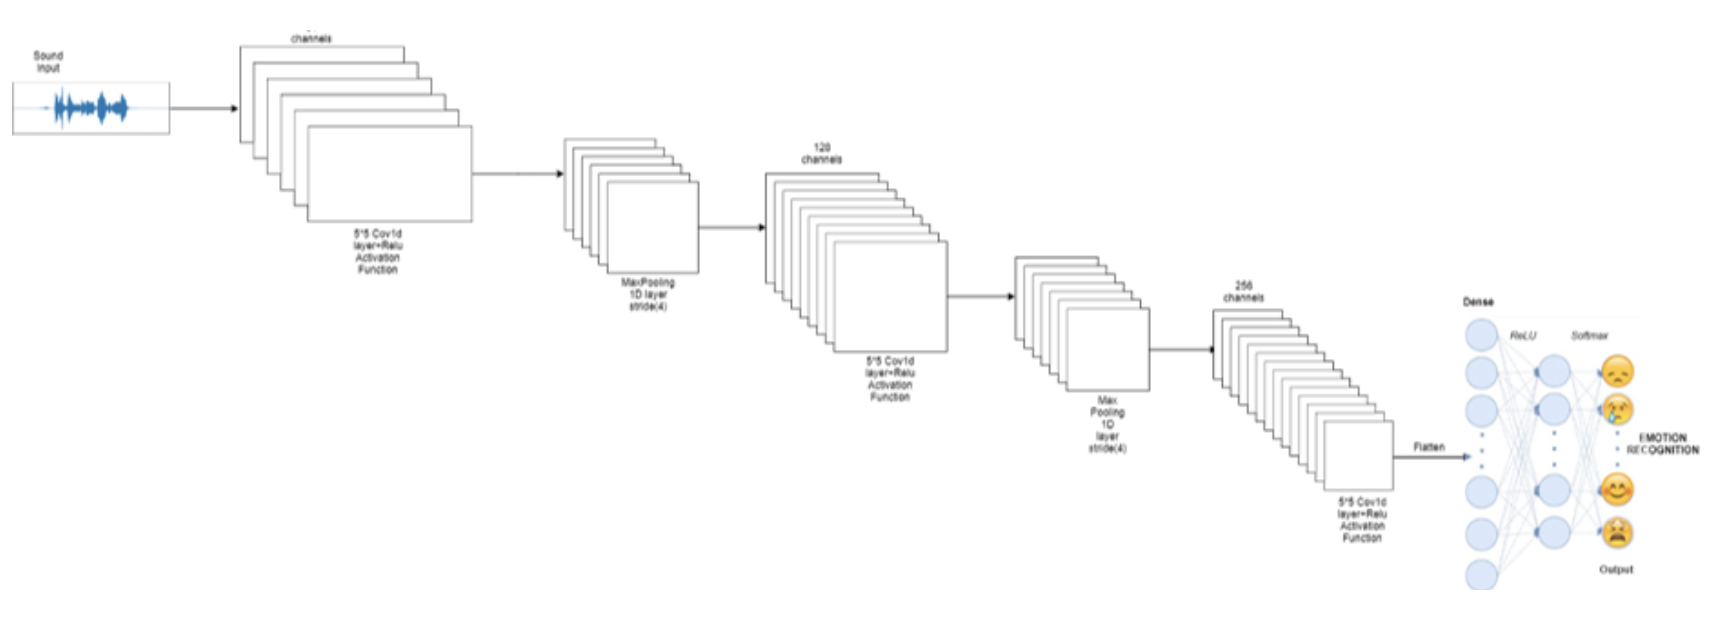 Sound
Input
channels
5*5 Cov1d
layer+Relu
Activation
Function
MaxPooling
1D layer
stride(4)
128
channels
5*5 Cov1d
layer+Relu
Activation
Function
Max
Pooling
1D
layer
stride(4)
256
channels
5*5 Cov1d
layer+Relu
Activation
Function
Flatten
Dense
ReLU
Softmax
EMOTION
RECOGNITION
Output